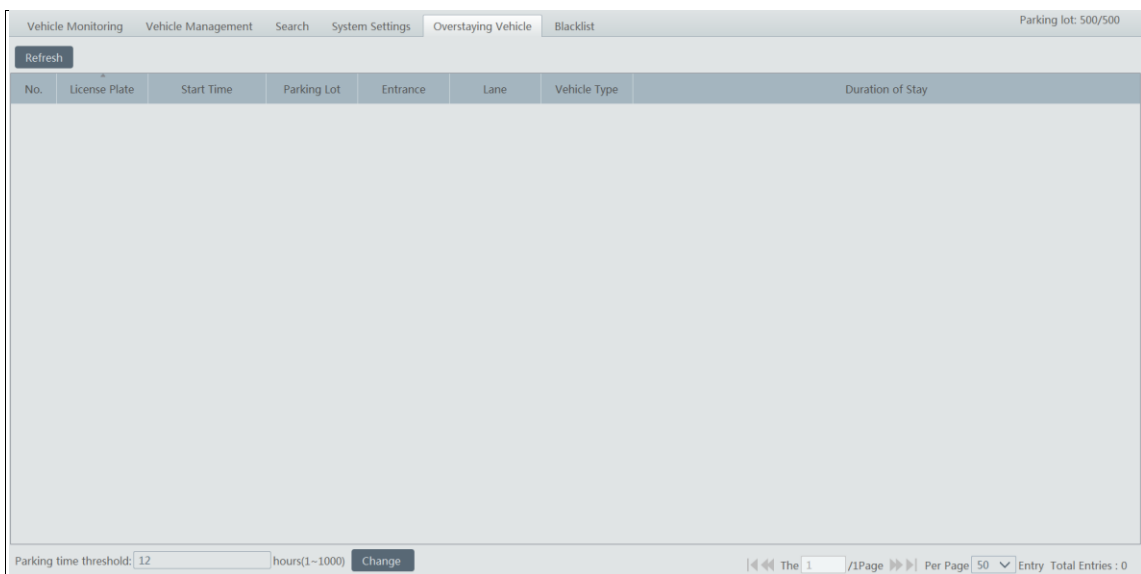 Vehicle Monitoring Vehicle Management Search System Settings Overstaying Vehicle Blacklist Parking lot: 500/500
Refresh
No. License Plate Start Time Parking Lot Entrance Lane Vehicle Type Duration of Stay
Parking time threshold: 12 hours(1~1000) Change The 1 /1Page Per Page 50 Entry Total Entries : 0